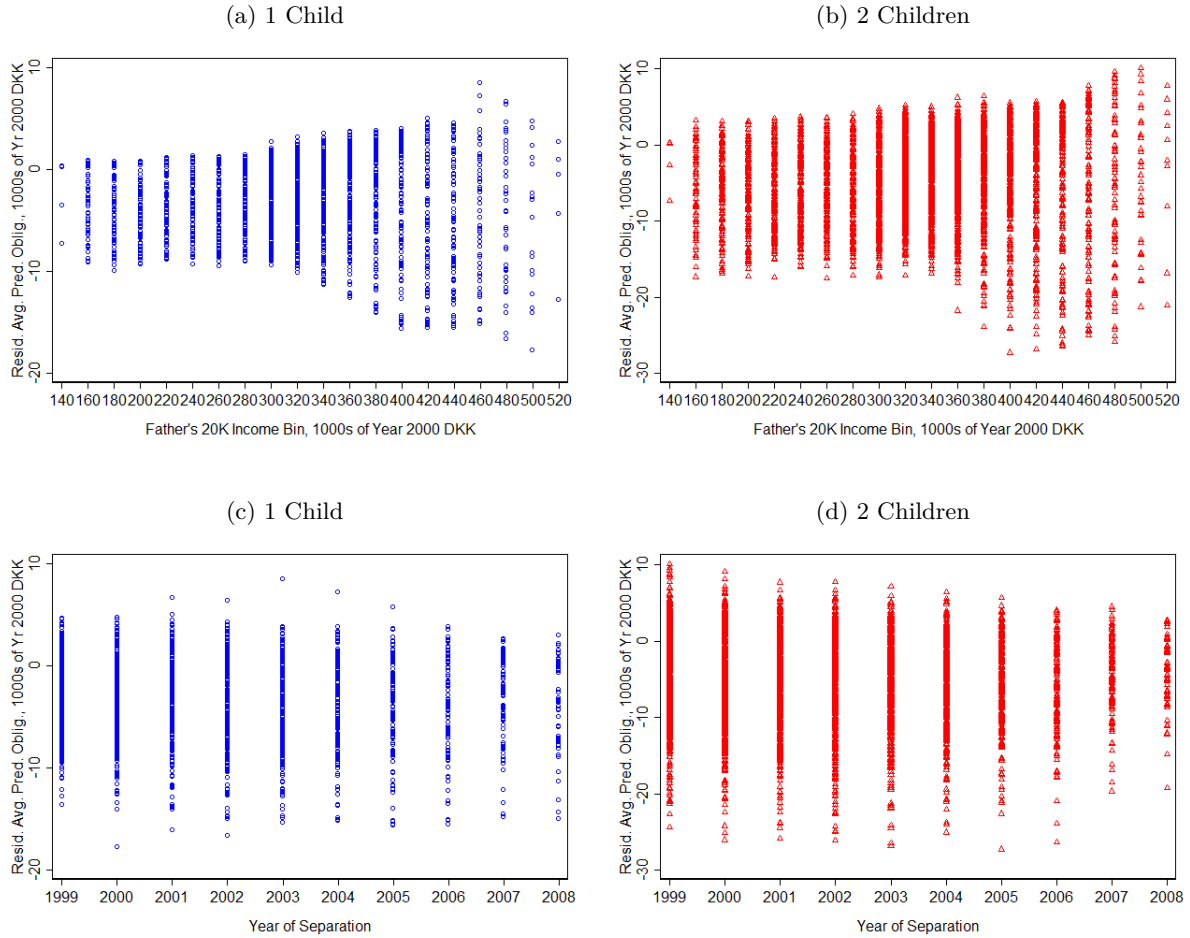 (a) 1 Child
Resid. Avg. Pred. Oblig., 1000s of Yr 2000 DKK
10
0
-10
-20
140 160 180 200 220 240 260 280 300 320 340 360 380 400 420 440 460 480 500 520
Father's 20K Income Bin, 1000s of Year 2000 DKK
(b) 2 Children
Resid. Avg. Pred. Oblig., 1000s of Yr 2000 DKK
10
0
-10
-20
-30
140 160 180 200 220 240 260 280 300 320 340 360 380 400 420 440 460 480 500 520
Father's 20K Income Bin, 1000s of Year 2000 DKK
(c) 1 Child
Resid. Avg. Pred. Oblig., 1000s of Yr 2000 DKK
10
0
-10
-20
1999 2000 2001 2002 2003 2004 2005 2006 2007 2008
Year of Separation
(d) 2 Children
Resid. Avg. Pred. Oblig., 1000s of Yr 2000 DKK
10
0
-10
-20
-30
1999 2000 2001 2002 2003 2004 2005 2006 2007 2008
Year of Separation